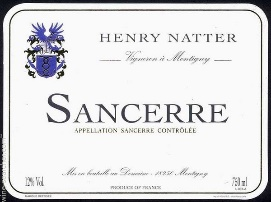 HENRY NATTER
Vigneron à Montigny
SANCERRE
APPELLATION SANCERRE CONTRÔLÉE
Mis en bouteille au Domaine - 18250 Montigny
12% Vol.
750 ml
PRODUCE OF FRANCE